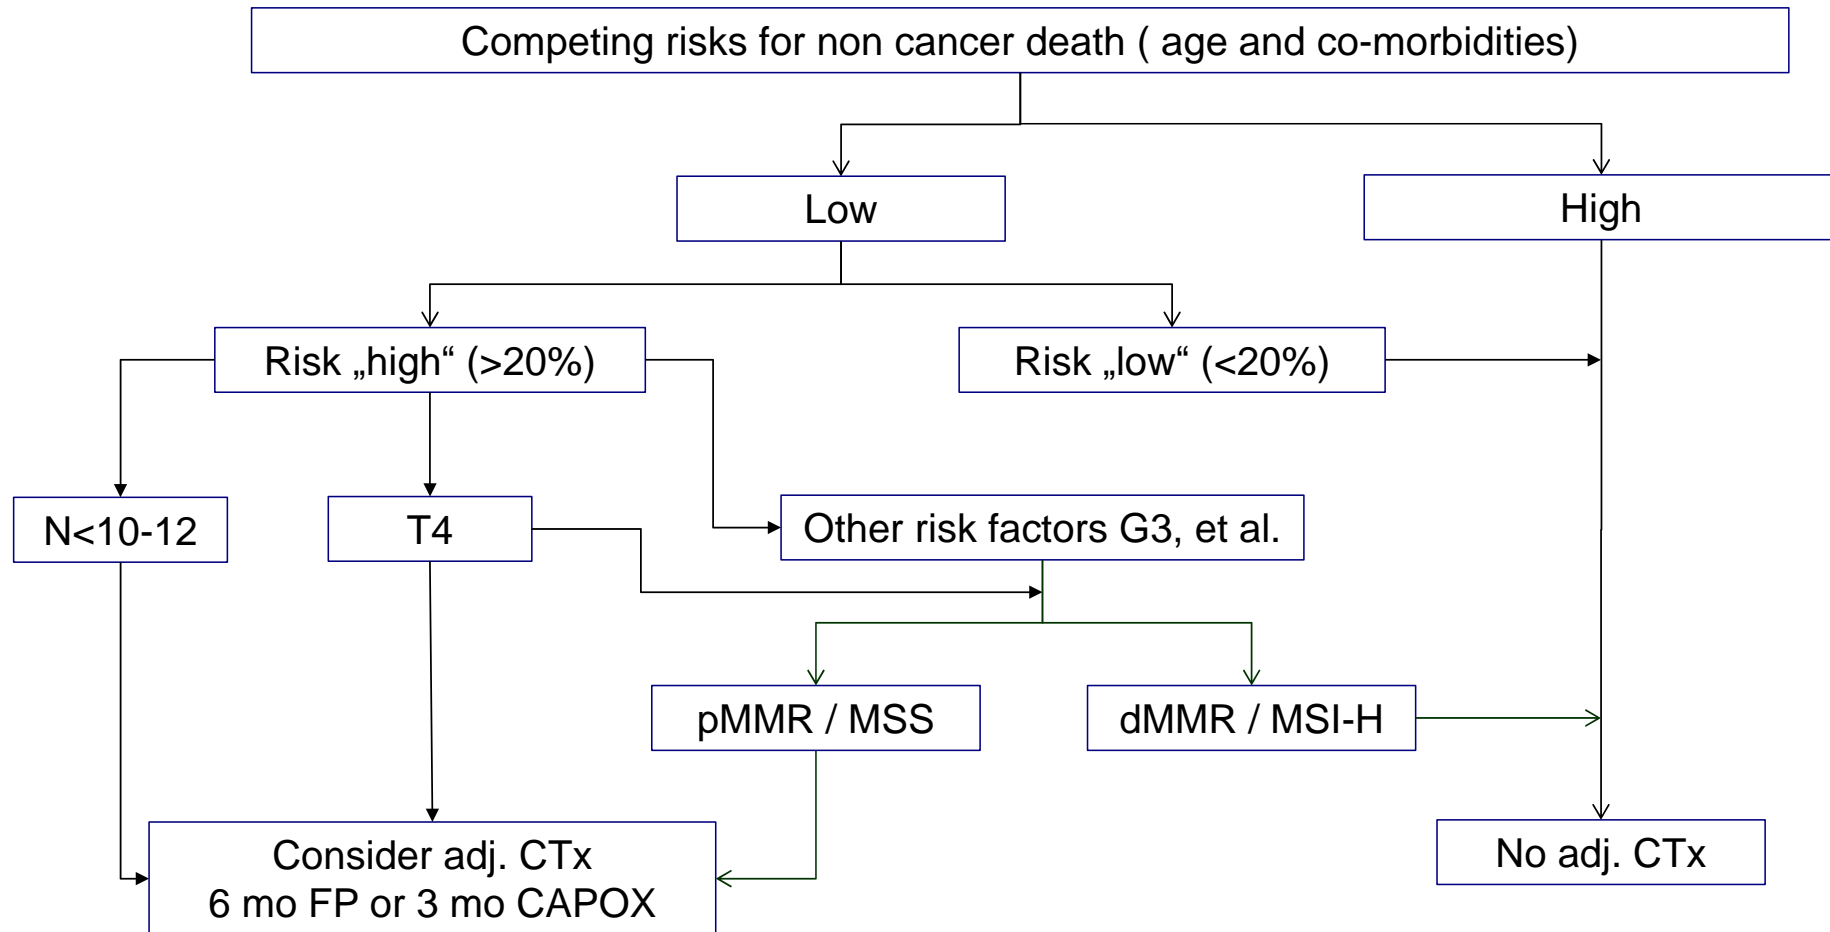 Competing risks for non cancer death ( age and co-morbidities)
Low
High
Risk „high“ (>20%)
Risk „low“ (<20%)
N<10-12
T4
Other risk factors G3, et al.
pMMR / MSS
dMMR / MSI-H
Consider adj. CTx
6 mo FP or 3 mo CAPOX
No adj. CTx